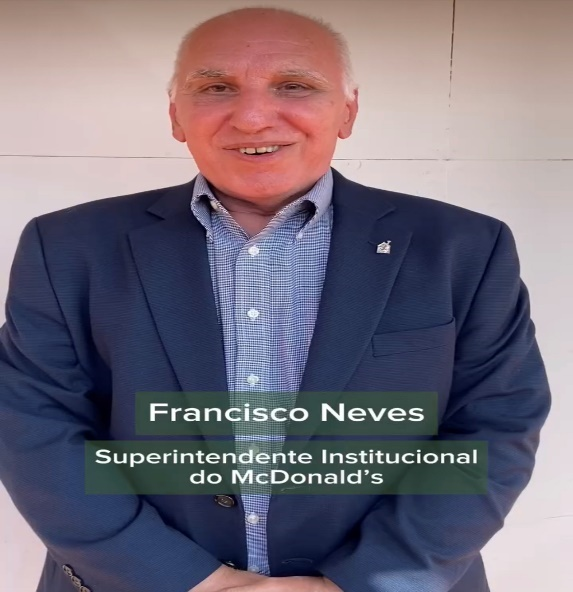 Francisco Neves
Superintendente Institucional
do McDonald's